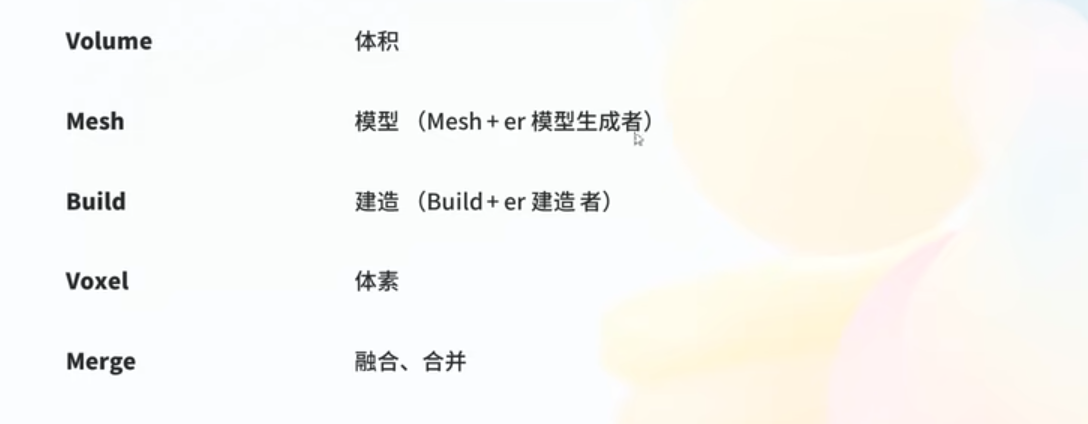 Volume 体积
Mesh 模型 （Mesh + er 模型生成者）
Build 建造 （Build + er 建造 者）
Voxel 体素
Merge 融合、合并